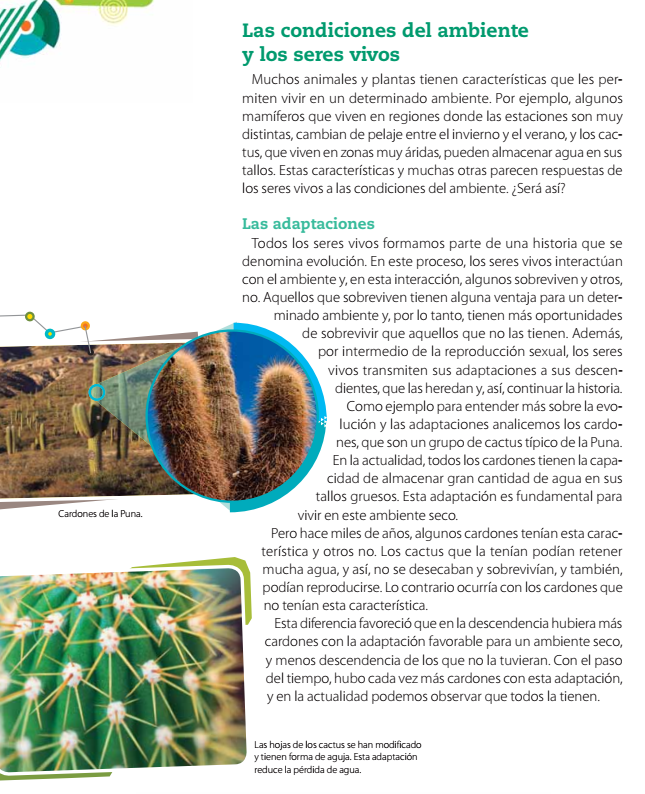 Las condiciones del ambiente
y los seres vivos
Muchos animales y plantas tienen características que les per-
miten vivir en un determinado ambiente. Por ejemplo, algunos
mamíferos que viven en regiones donde las estaciones son muy
distintas, cambian de pelaje entre el invierno y el verano, y los cac-
tus, que viven en zonas muy áridas, pueden almacenar agua en sus
tallos. Estas características y muchas otras parecen respuestas de
los seres vivos a las condiciones del ambiente. ¿Será así?
Las adaptaciones
Todos los seres vivos formamos parte de una historia que se
denomina evolución. En este proceso, los seres vivos interactúan
con el ambiente y, en esta interacción, algunos sobreviven y otros,
no. Aquellos que sobreviven tienen alguna ventaja para un deter-
minado ambiente y, por lo tanto, tienen más oportunidades
de sobrevivir que aquellos que no las tienen. Además,
por intermedio de la reproducción sexual, los seres
vivos transmiten sus adaptaciones a sus descen-
dientes, que las heredan y, así, continuar la historia.
Como ejemplo para entender más sobre la evo-
lución y las adaptaciones analicemos los cardo-
nes, que son un grupo de cactus típico de la Puna.
En la actualidad, todos los cardones tienen la capa-
cidad de almacenar gran cantidad de agua en sus
tallos gruesos. Esta adaptación es fundamental para
vivir en este ambiente seco.
Pero hace miles de años, algunos cardones tenían esta carac-
terística y otros no. Los cactus que la tenían podían retener
mucha agua, y así, no se desecaban y sobrevivían, y también,
podían reproducirse. Lo contrario ocurría con los cardones que
no tenían esta característica.
Esta diferencia favoreció que en la descendencia hubiera más
cardones con la adaptación favorable para un ambiente seco,
y menos descendencia de los que no la tuvieran. Con el paso
del tiempo, hubo cada vez más cardones con esta adaptación,
y en la actualidad podemos observar que todos la tienen.
Cardones de la Puna.
Las hojas de los cactus se han modificado
y tienen forma de aguja. Esta adaptación
reduce la pérdida de agua.